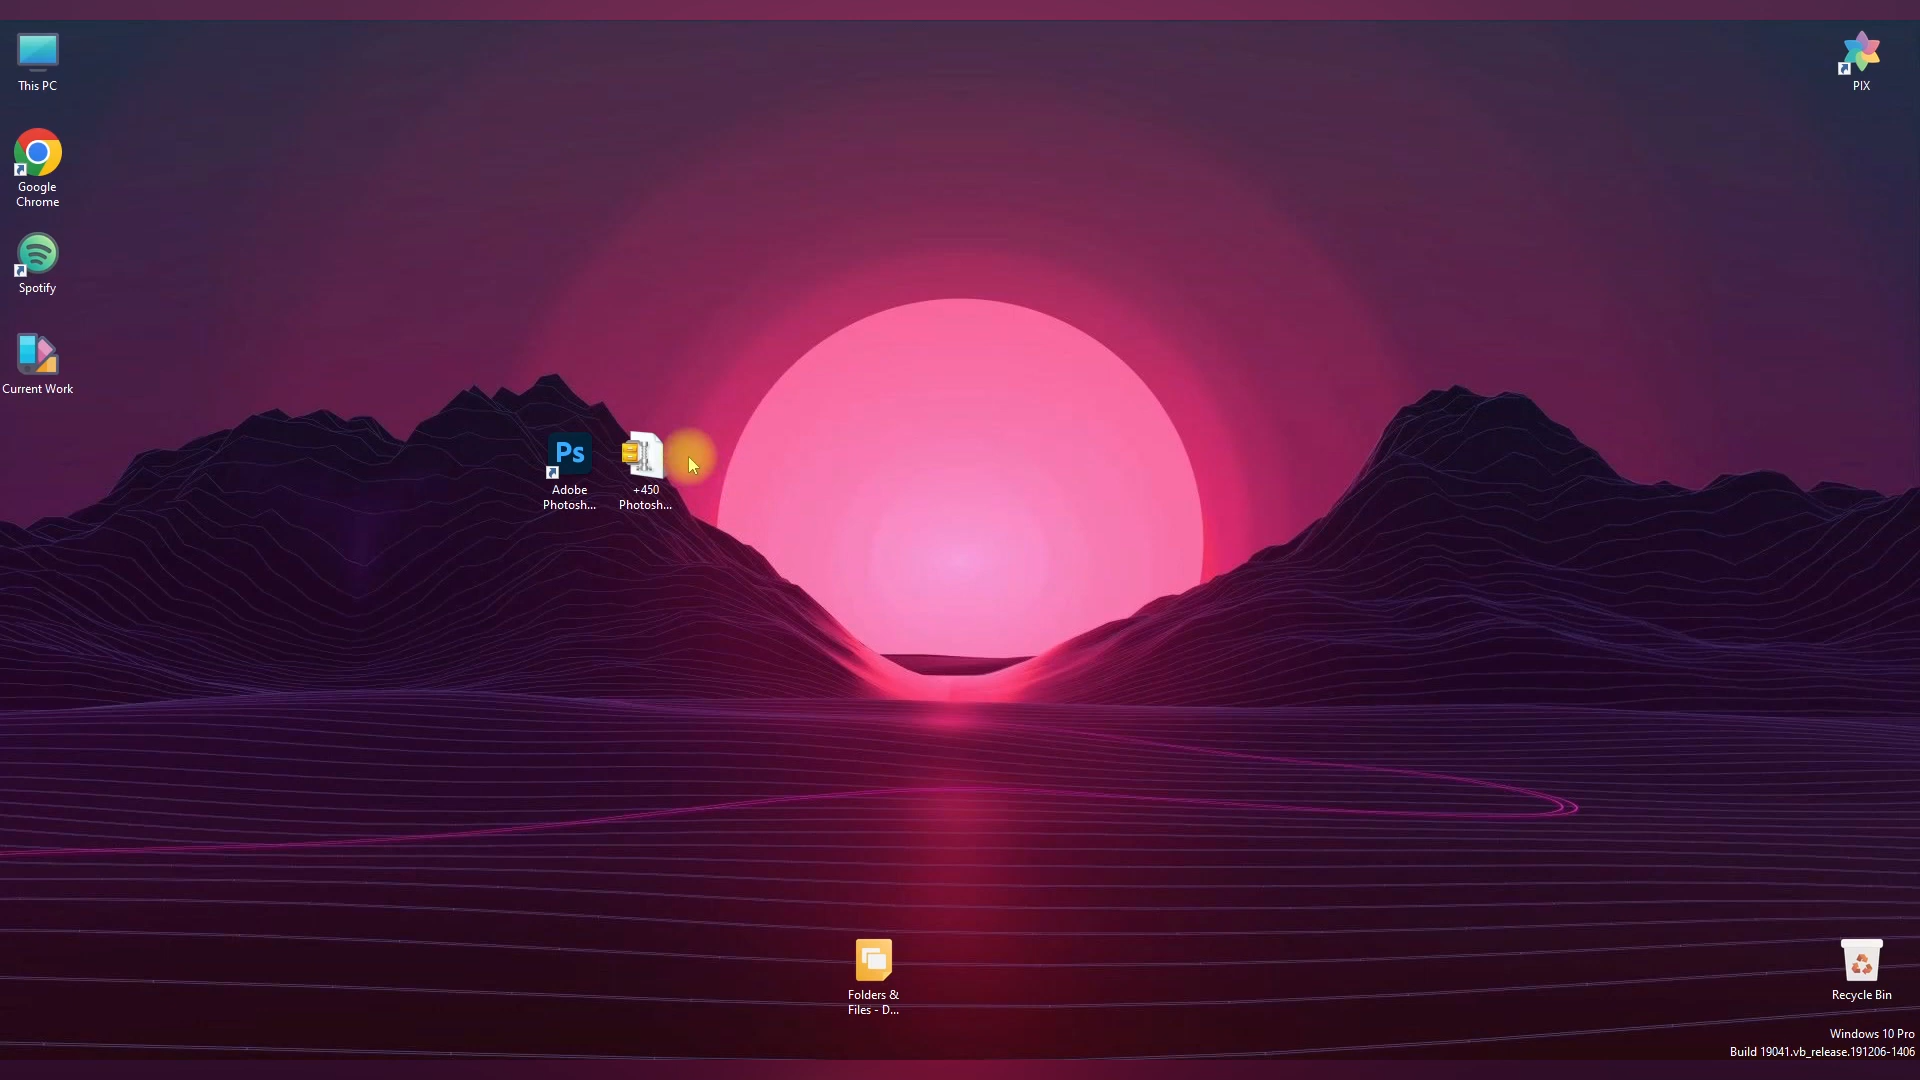 This PC
PIX
Google
Chrome
Spotify
Current Work
Ps
Adobe
Photosh...
+450
Photosh...
Folders &
Files - D...
Recycle Bin
Windows 10 Pro
Build 19041.vb_release.191206-1406